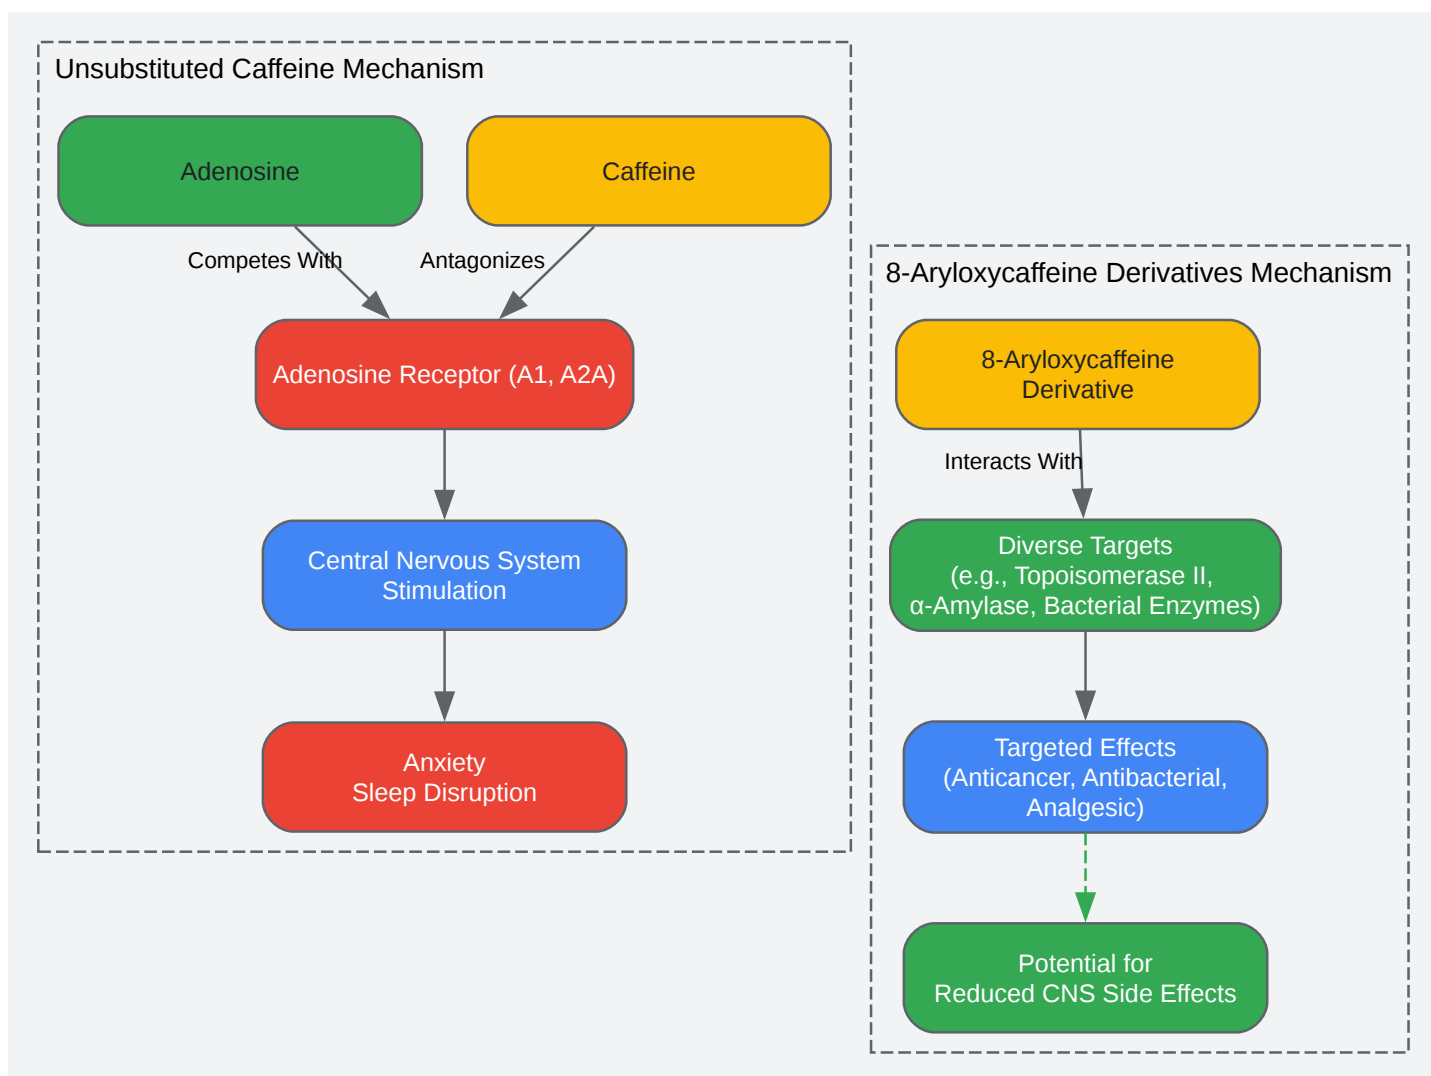 Unsubstituted Caffeine Mechanism
Adenosine
Caffeine
Competes With
Antagonizes
Adenosine Receptor (A1, A2A)
Central Nervous System
Stimulation
Anxiety
Sleep Disruption
8-Aryloxycaffeine Derivatives Mechanism
8-Aryloxycaffeine
Derivative
Interacts With
Diverse Targets
(e.g., Topoisomerase II,
α-Amylase, Bacterial Enzymes)
Targeted Effects
(Anticancer, Antibacterial,
Analgesic)
Potential for
Reduced CNS Side Effects